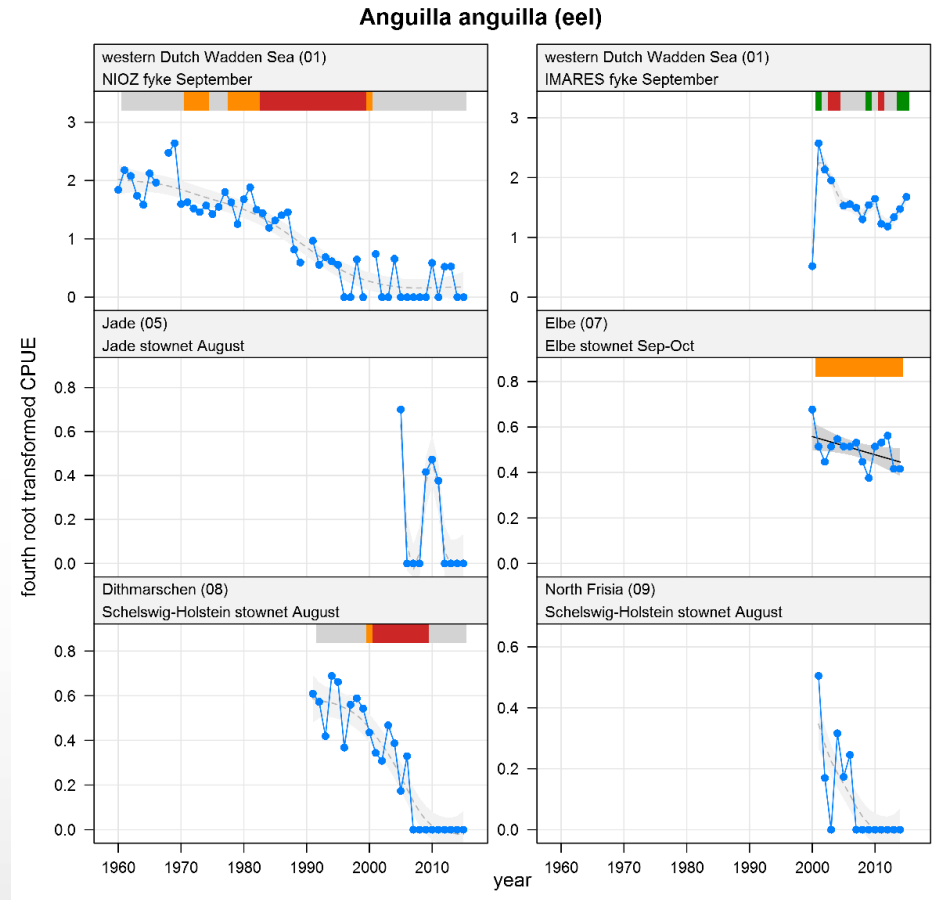 Anguilla anguilla (eel)
western Dutch Wadden Sea (01)
NIOZ fyke September
3
2
1
0
western Dutch Wadden Sea (01)
IMARES fyke September
3
2
1
0
Jade (05)
Jade stownet August
0.8
0.6
0.4
0.2
0.0
Elbe (07)
Elbe stownet Sep-Oct
0.8
0.6
0.4
0.2
0.0
Dithmarschen (08)
Schelswig-Holstein stownet August
0.8
0.6
0.4
0.2
0.0
North Frisia (09)
Schelswig-Holstein stownet August
0.6
0.4
0.2
0.0
1960 1970 1980 1990 2000 2010
1960 1970 1980 1990 2000 2010
year
fourth root transformed CPUE